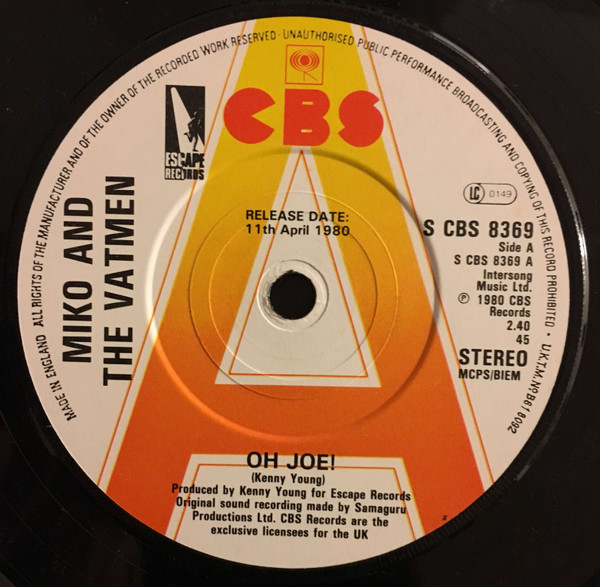 MADE IN ENGLAND ALL RIGHTS OF THE MANUFACTURER AND OF THE OWNER OF THE RECORDED WORK RESERVED · UNAUTHORISED PUBLIC PERFORMANCE BROADCASTING AND COPYING OF THIS RECORD PROHIBITED · U.K.T.M. Nº B618092
CBS
ESCAPE
RECORDS
MIKO AND
THE VATMEN
RELEASE DATE:
11th April 1980
LC 0149
S CBS 8369
Side A
S CBS 8369 A
Intersong
Music Ltd.
℗ 1980 CBS
Records
2.40
45
STEREO
MCPS/BIEM
A
OH JOE!
(Kenny Young)
Produced by Kenny Young for Escape Records
Original sound recording made by Samaguru
Productions Ltd. CBS Records are the
exclusive licensees for the UK